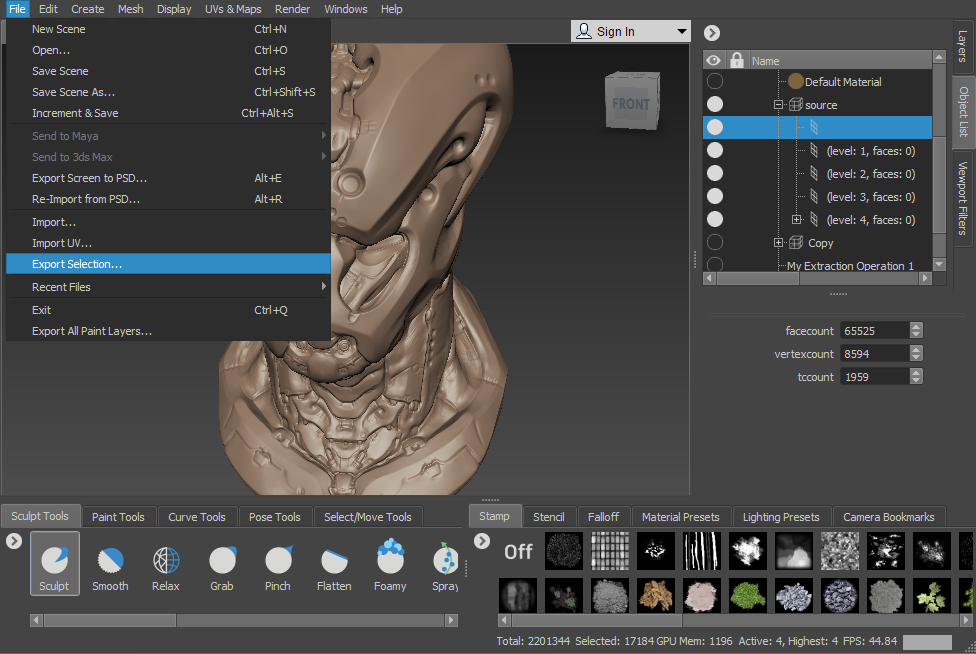 File Edit Create Mesh Display UVs & Maps Render Windows Help
New Scene Ctrl+N
Open... Ctrl+O
Save Scene Ctrl+S
Save Scene As... Ctrl+Shift+S
Increment & Save Ctrl+Alt+S
Send to Maya
Send to 3ds Max
Export Screen to PSD... Alt+E
Re-Import from PSD... Alt+R
Import...
Import UV...
Export Selection...
Recent Files
Exit Ctrl+Q
Export All Paint Layers...
Sign In
FRONT
Name
Default Material
source
(level: 1, faces: 0)
(level: 2, faces: 0)
(level: 3, faces: 0)
(level: 4, faces: 0)
Copy
My Extraction Operation 1
Layers
Object List
Viewport Filters
facecount 65525
vertexcount 8594
tccount 1959
Sculpt Tools Paint Tools Curve Tools Pose Tools Select/Move Tools
Sculpt Smooth Relax Grab Pinch Flatten Foamy Spray
Stamp Stencil Falloff Material Presets Lighting Presets Camera Bookmarks
Off
Total: 2201344 Selected: 17184 GPU Mem: 1196 Active: 4, Highest: 4 FPS: 44.84